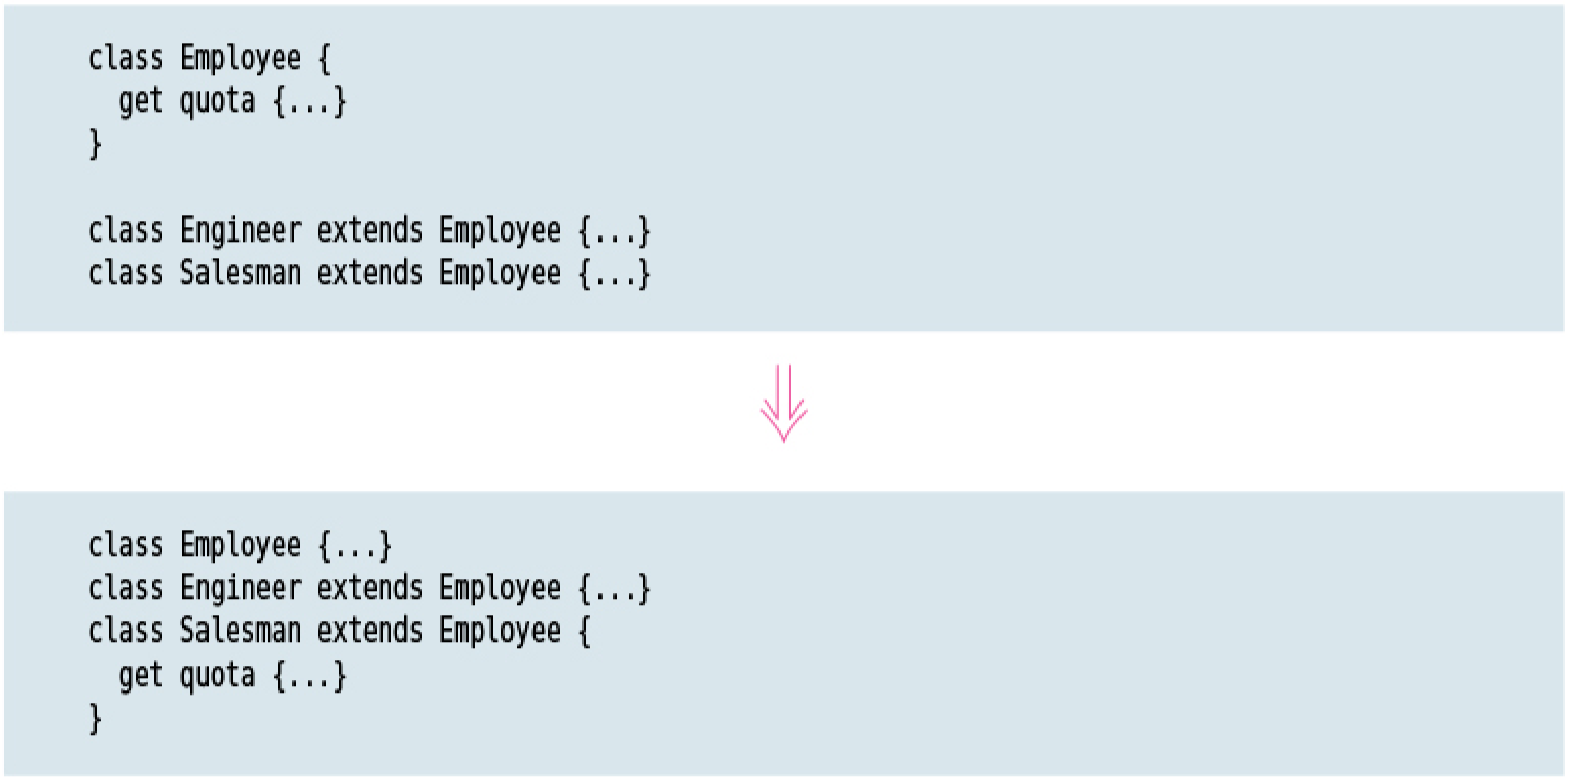 class Employee {
  get quota {...}
}
class Engineer extends Employee {...}
class Salesman extends Employee {...}
class Employee {...}
class Engineer extends Employee {...}
class Salesman extends Employee {
  get quota {...}
}